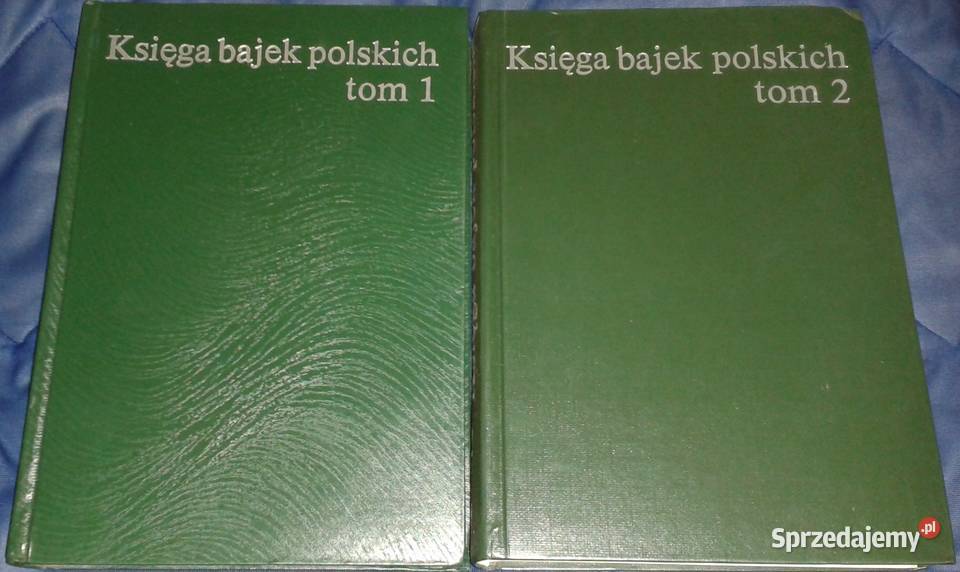 Księga bajek polskich
tom 1
Księga bajek polskich
tom 2
Sprzedajemy.pl